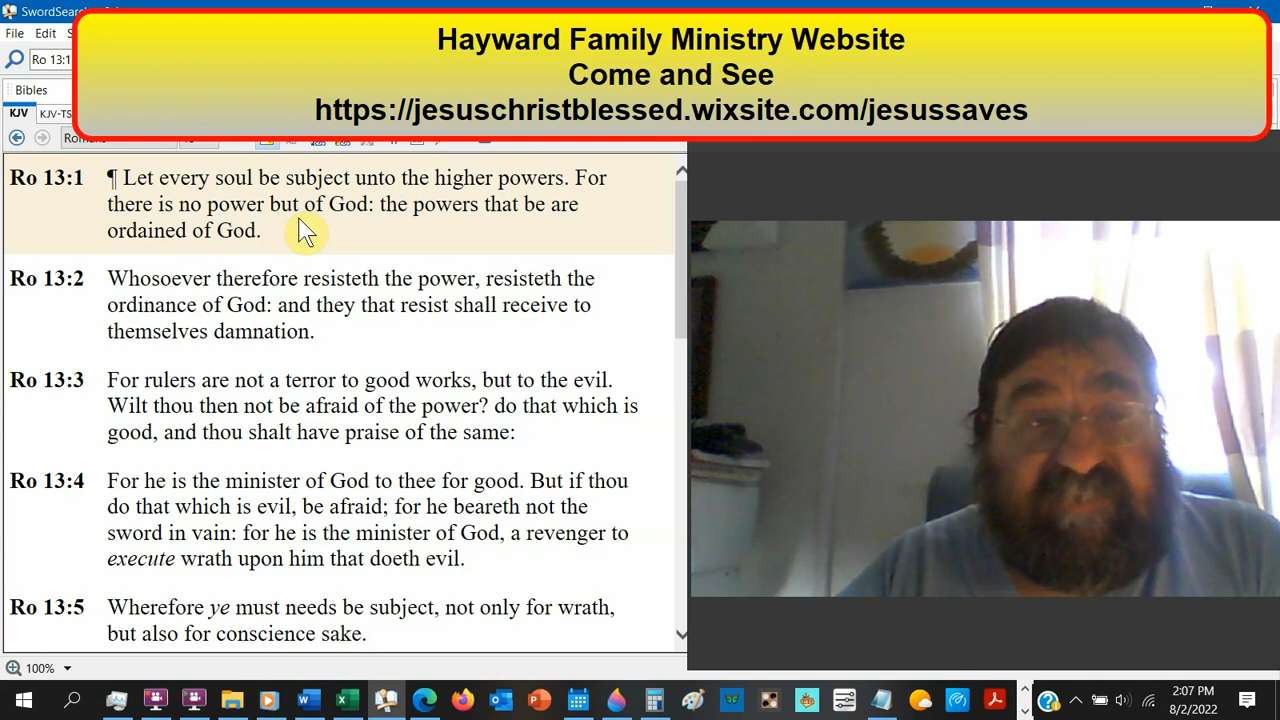 SwordSearc
File Edit S
Hayward Family Ministry Website
Come and See
https://jesuschristblessed.wixsite.com/jesussaves
Ro 13:1
Bibles
KJV KJV-TS
Romans
Ro 13:1 ¶ Let every soul be subject unto the higher powers. For
there is no power but of God: the powers that be are
ordained of God.
Ro 13:2 Whosoever therefore resisteth the power, resisteth the
ordinance of God: and they that resist shall receive to
themselves damnation.
Ro 13:3 For rulers are not a terror to good works, but to the evil.
Wilt thou then not be afraid of the power? do that which is
good, and thou shalt have praise of the same:
Ro 13:4 For he is the minister of God to thee for good. But if thou
do that which is evil, be afraid; for he beareth not the
sword in vain: for he is the minister of God, a revenger to
execute wrath upon him that doeth evil.
Ro 13:5 Wherefore ye must needs be subject, not only for wrath,
but also for conscience sake.
100%
2:07 PM
8/2/2022